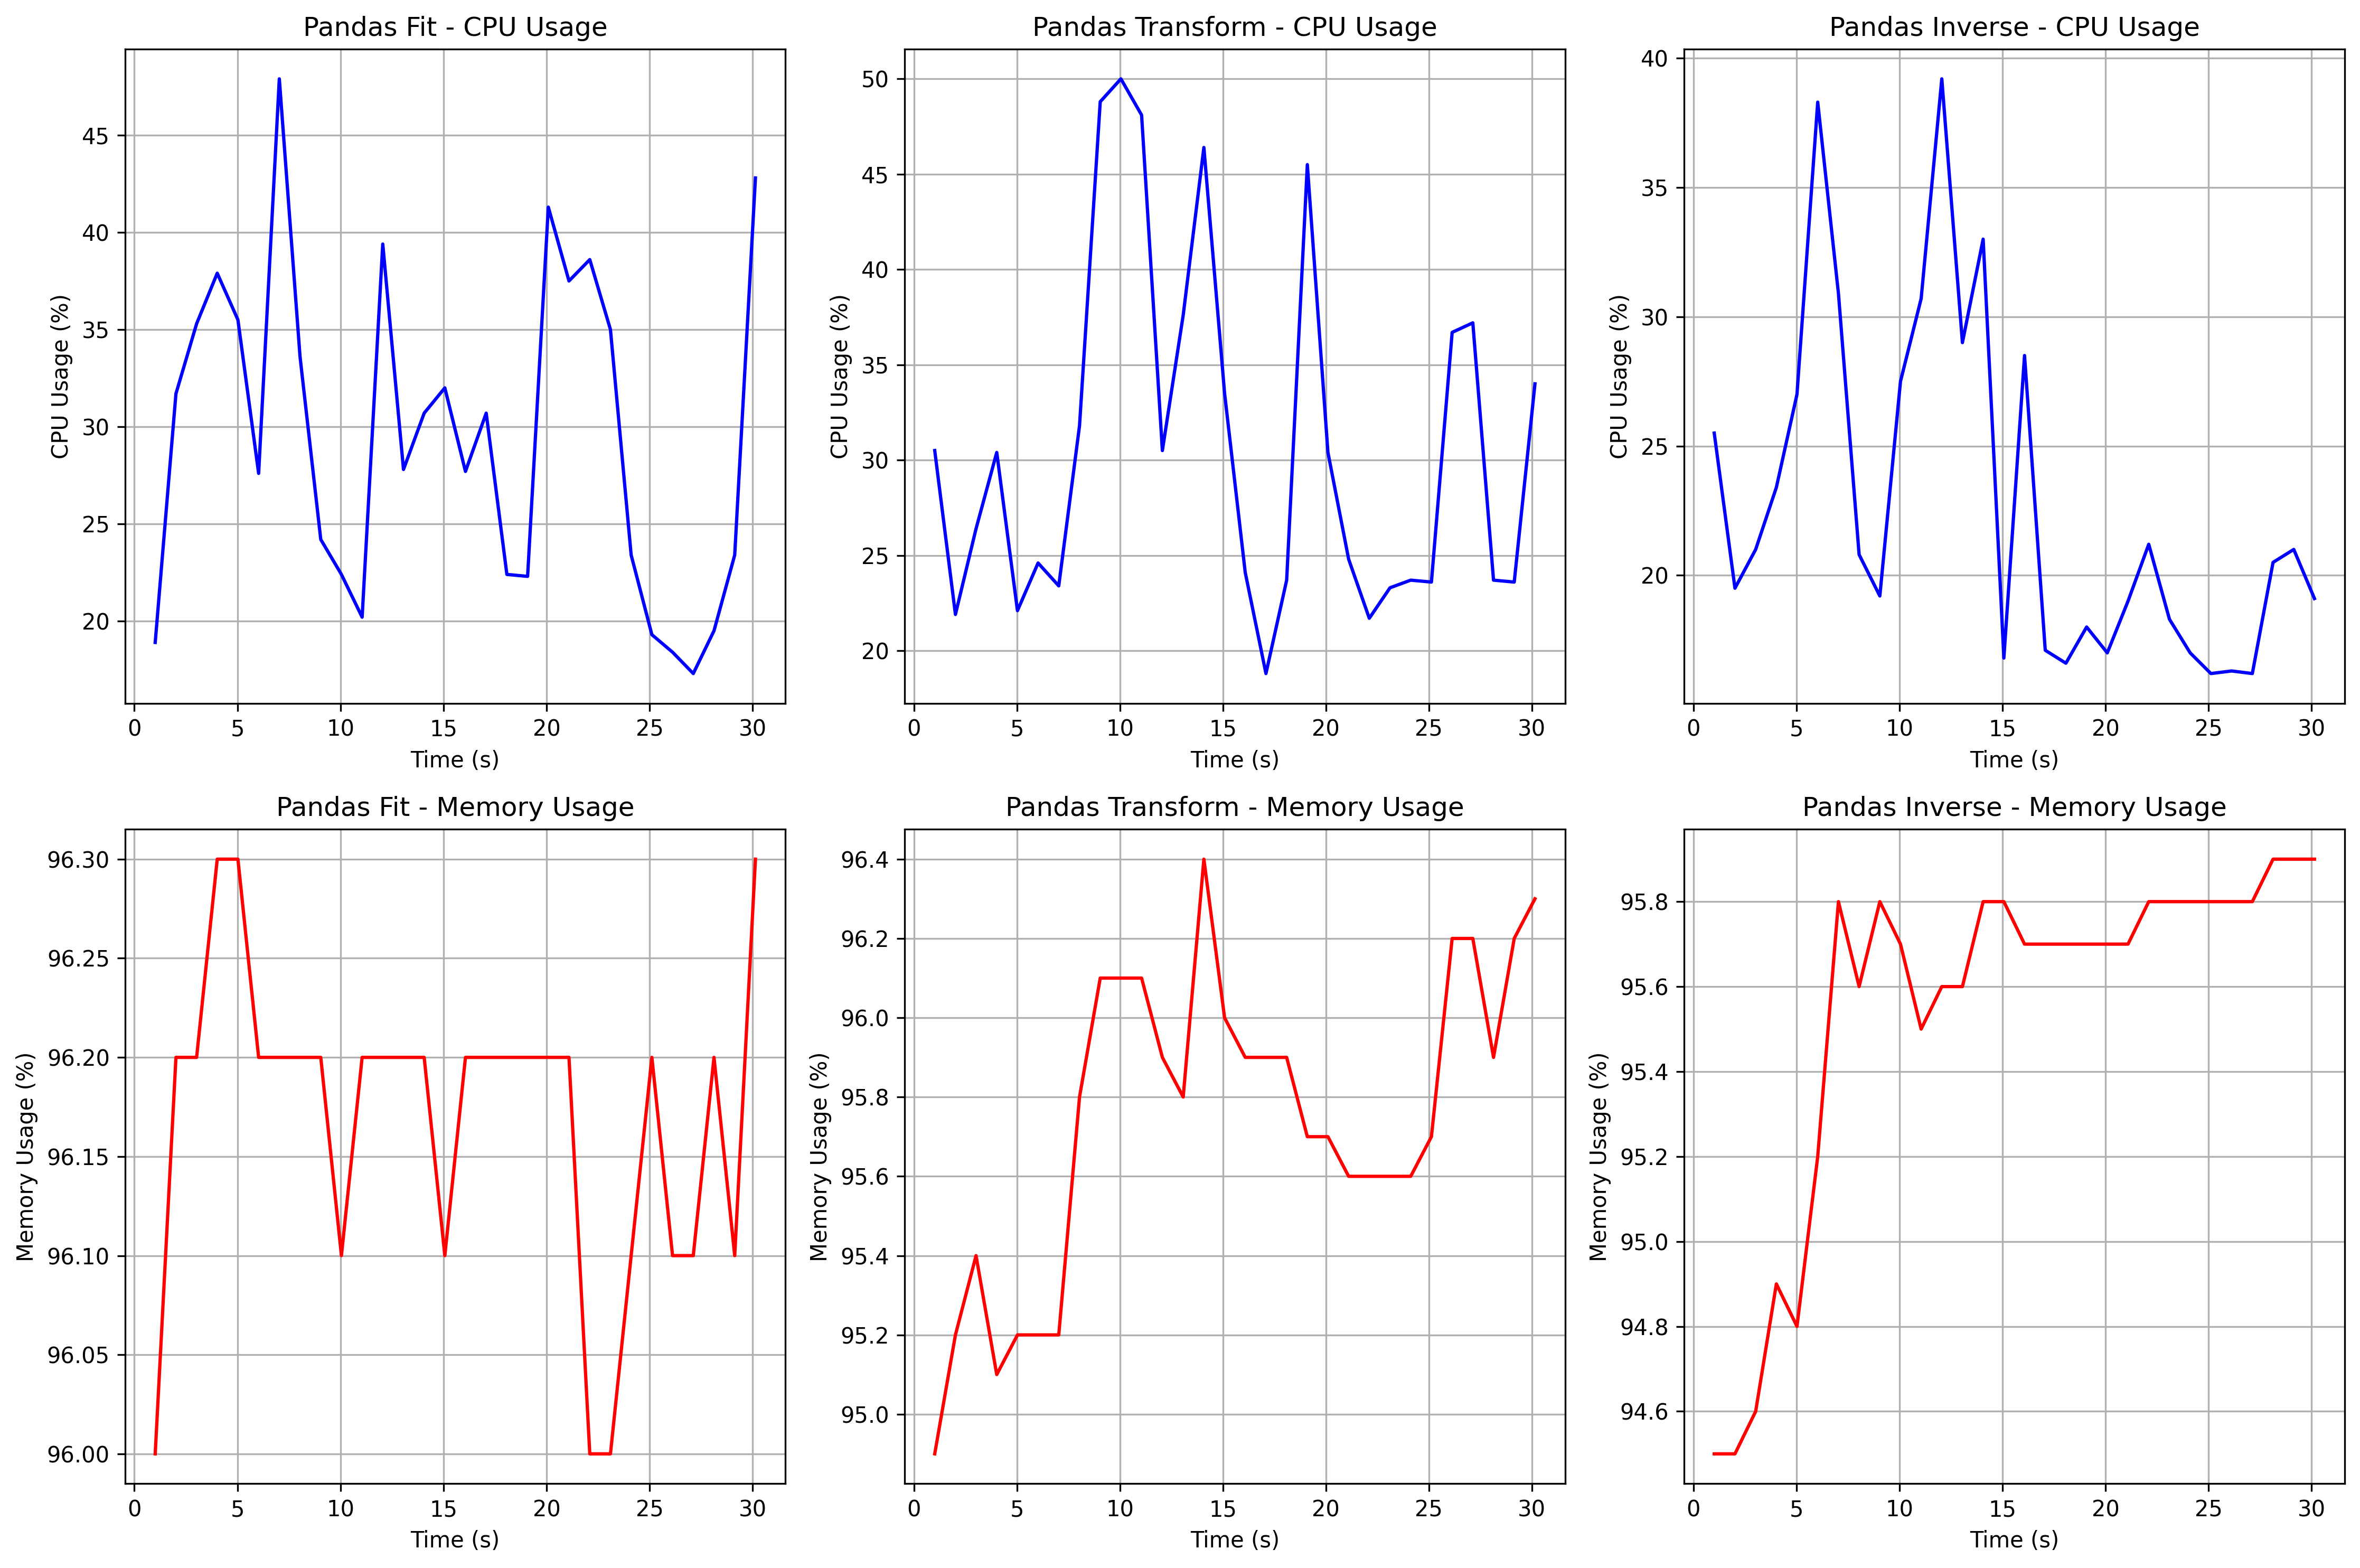 Pandas Fit - CPU Usage
CPU Usage (%)
45
40
35
30
25
20
0 5 10 15 20 25 30
Time (s)
Pandas Transform - CPU Usage
CPU Usage (%)
50
45
40
35
30
25
20
0 5 10 15 20 25 30
Time (s)
Pandas Inverse - CPU Usage
CPU Usage (%)
40
35
30
25
20
0 5 10 15 20 25 30
Time (s)
Pandas Fit - Memory Usage
Memory Usage (%)
96.30
96.25
96.20
96.15
96.10
96.05
96.00
0 5 10 15 20 25 30
Time (s)
Pandas Transform - Memory Usage
Memory Usage (%)
96.4
96.2
96.0
95.8
95.6
95.4
95.2
95.0
0 5 10 15 20 25 30
Time (s)
Pandas Inverse - Memory Usage
Memory Usage (%)
95.8
95.6
95.4
95.2
95.0
94.8
94.6
0 5 10 15 20 25 30
Time (s)